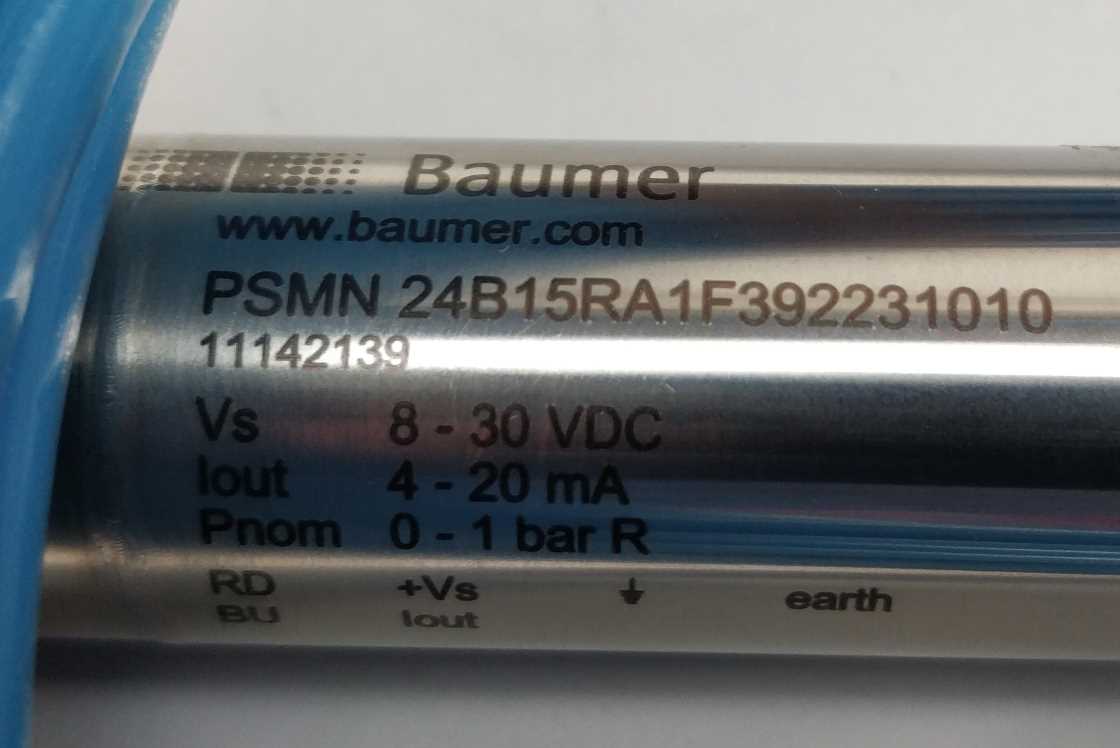 Baumer
www.baumer.com
PSMN 24B15RA1F392231010
11142139
Vs 8 - 30 VDC
Iout 4 - 20 mA
Pnom 0 - 1 bar R
RD +Vs ⏚ earth
BU Iout